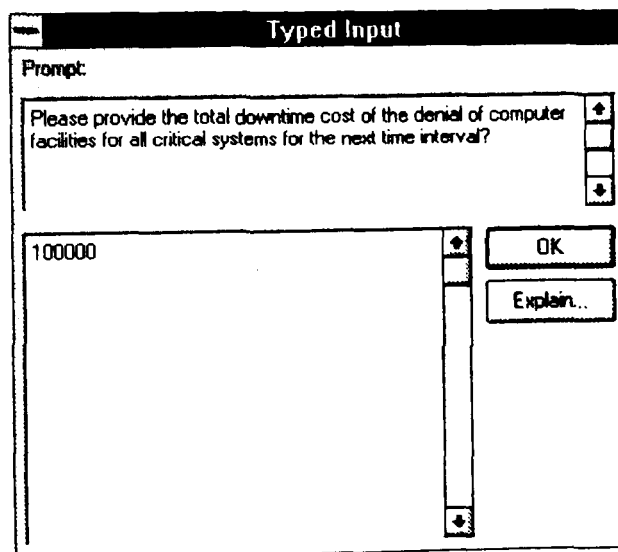 Typed Input
Prompt:
Please provide the total downtime cost of the denial of computer
facilities for all critical systems for the next time interval?
100000
OK
Explain...